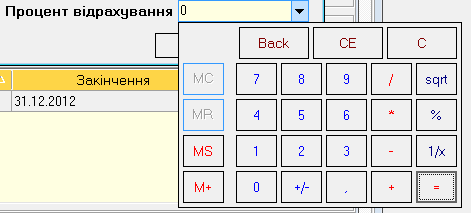 Процент відрахування 0
Back CE C
Закінчення MC 7 8 9 / sqrt
31.12.2012 MR 4 5 6 * %
MS 1 2 3 - 1/x
M+ 0 +/- , + =